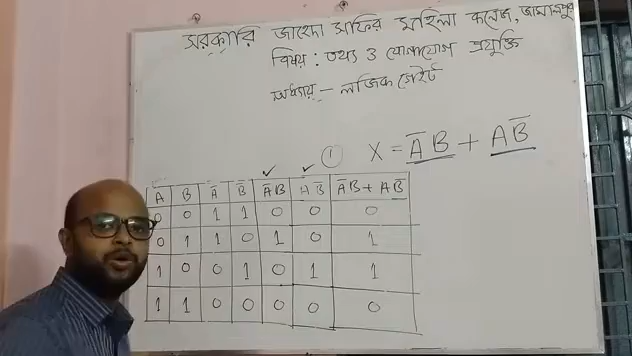 সরকারি জাহেদা সফির মহিলা কলেজ, জামালপুর
বিষয় : তথ্য ও যোগাযোগ প্রযুক্তি
অধ্যায় – লজিক গেইট
① X = A̅B + AB̅
A B A̅ B̅ A̅B AB̅ A̅B + AB̅
0 0 1 1 0 0 0
0 1 1 0 1 0 1
1 0 0 1 0 1 1
1 1 0 0 0 0 0